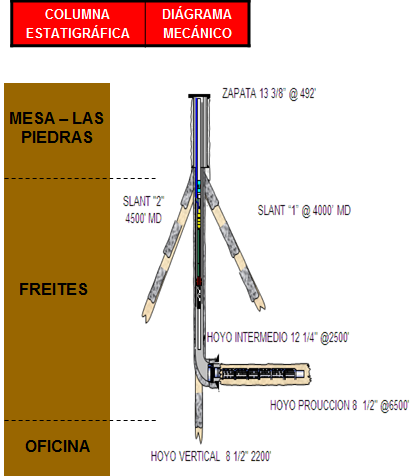 COLUMNA
ESTATIGRÁFICA
DIÁGRAMA
MECÁNICO
ZAPATA 13 3/8" @ 492'
MESA – LAS
PIEDRAS
SLANT "2"
4500' MD
SLANT "1" @ 4000' MD
FREITES
HOYO INTERMEDIO 12 1/4" @2500'
HOYO PROUCCION 8 1/2" @6500'
OFICINA
HOYO VERTICAL 8 1/2" 2200'